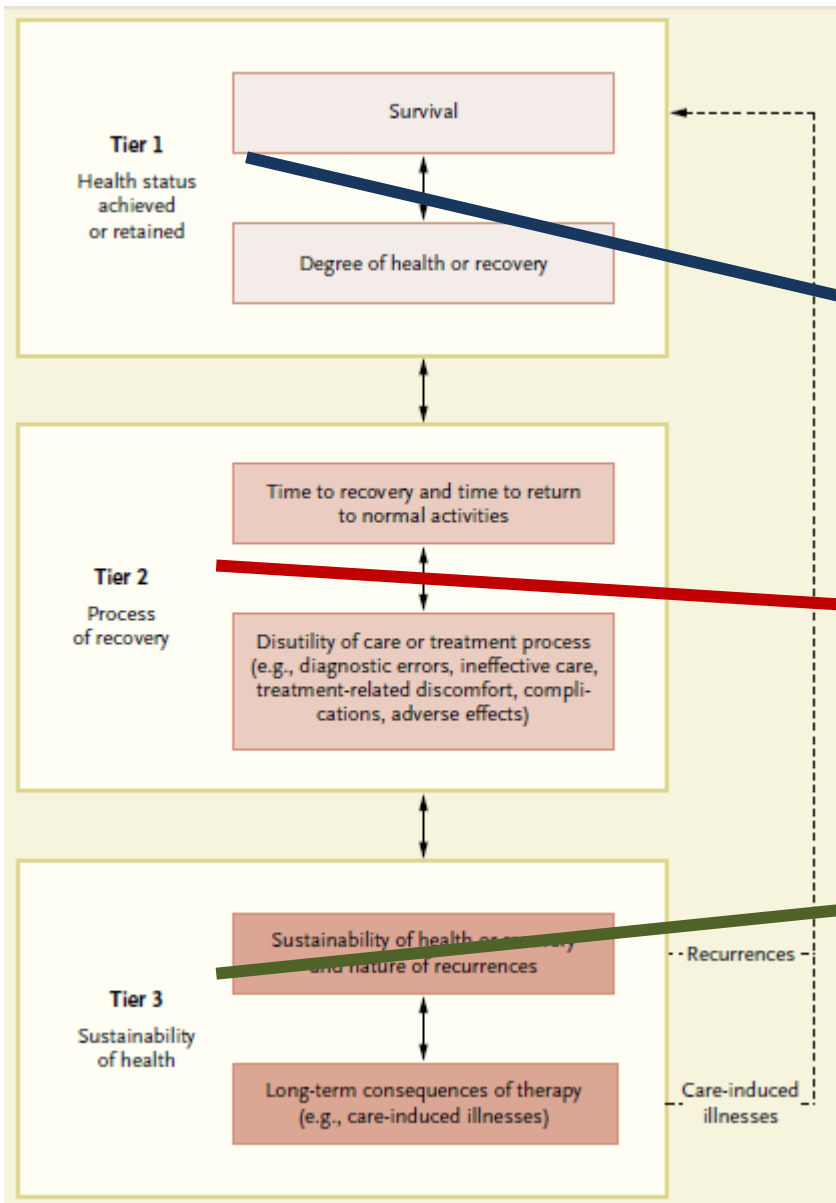 Survival
Tier 1
Health status
achieved
or retained
Degree of health or recovery
Time to recovery and time to return
to normal activities
Tier 2
Process
of recovery
Disutility of care or treatment process
(e.g., diagnostic errors, ineffective care,
treatment-related discomfort, compli-
cations, adverse effects)
Sustainability of health or recovery
and nature of recurrences
Recurrences
Tier 3
Sustainability
of health
Long-term consequences of therapy
(e.g., care-induced illnesses)
Care-induced
illnesses